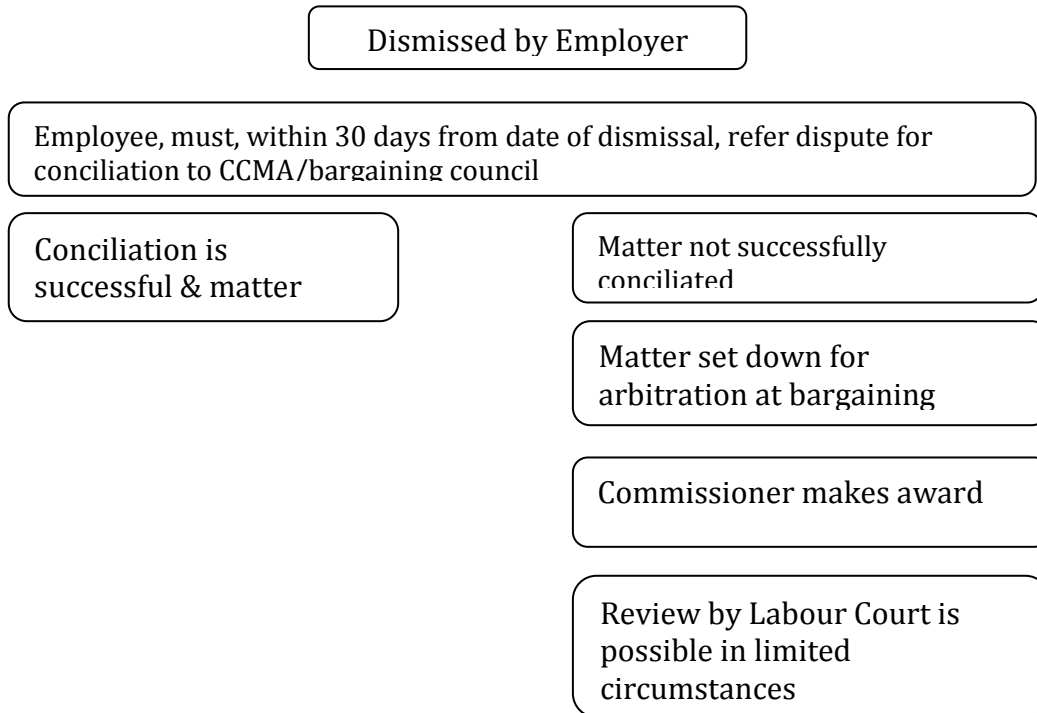 Dismissed by Employer
Employee, must, within 30 days from date of dismissal, refer dispute for
conciliation to CCMA/bargaining council
Conciliation is
successful & matter
Matter not successfully
conciliated
Matter set down for
arbitration at bargaining
Commissioner makes award
Review by Labour Court is
possible in limited
circumstances